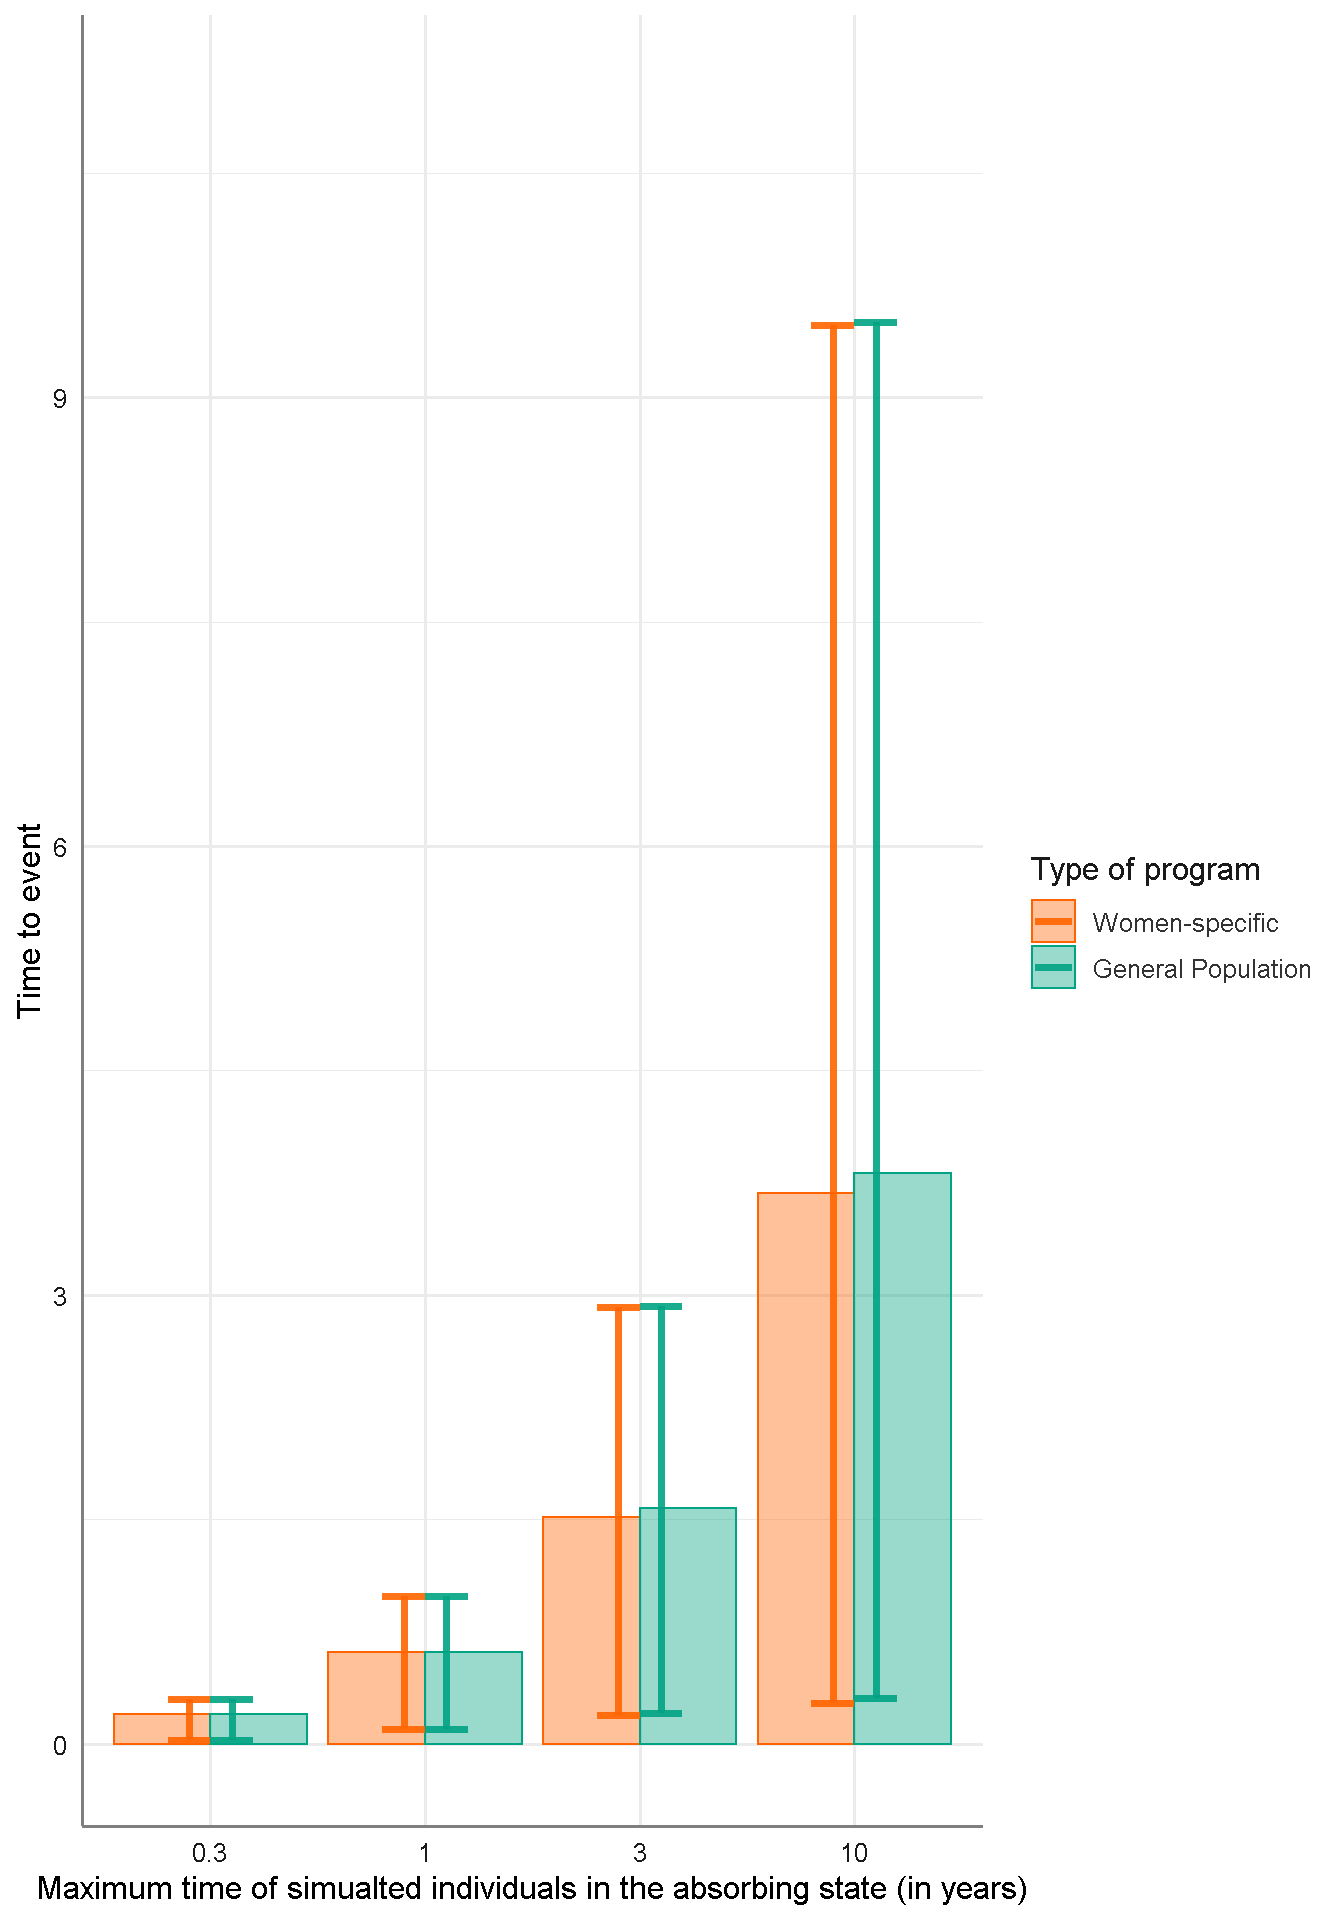 9
6
3
0
Time to event
0.3 1 3 10
Maximum time of simualted individuals in the absorbing state (in years)
Type of program
Women-specific
General Population